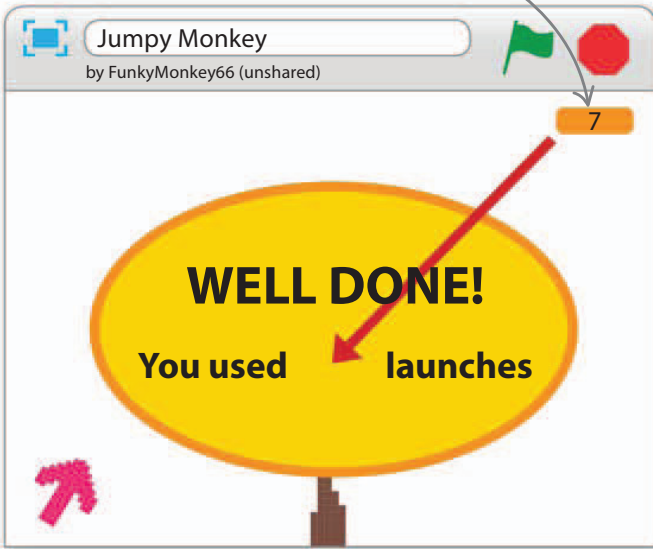 Jumpy Monkey
by FunkyMonkey66 (unshared)
7
WELL DONE!
You used launches